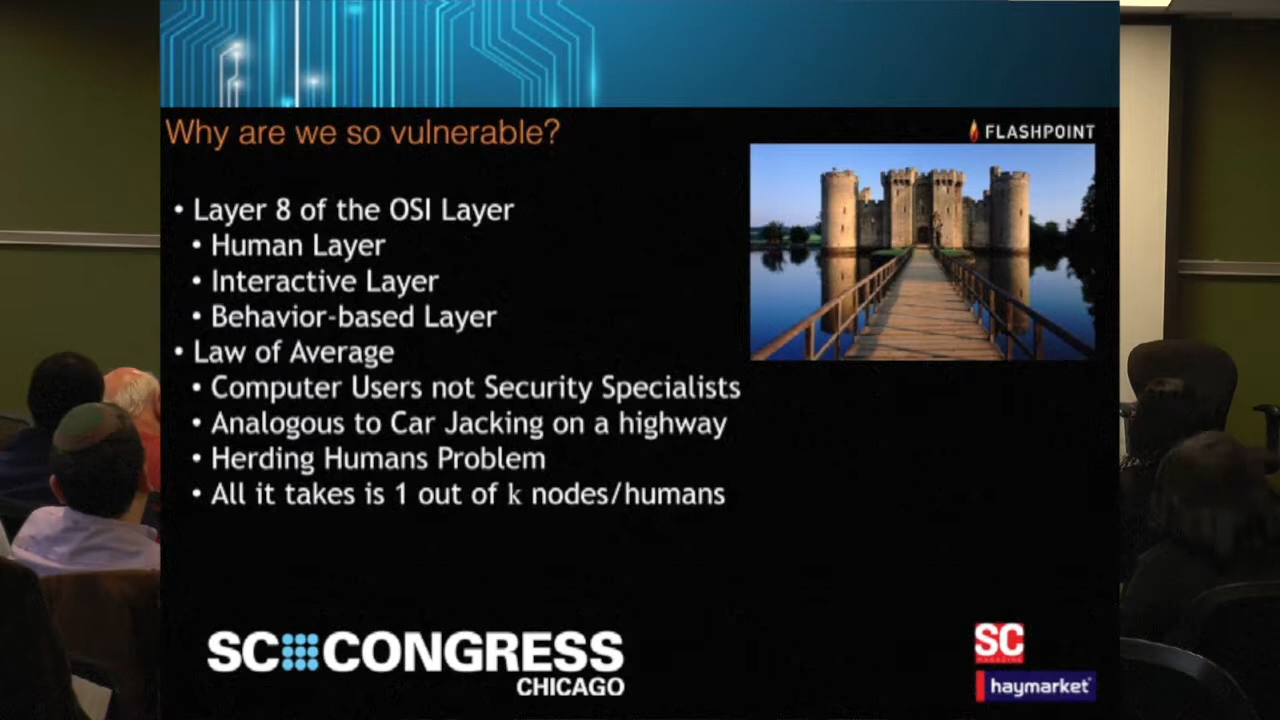 Why are we so vulnerable?
FLASHPOINT
• Layer 8 of the OSI Layer
• Human Layer
• Interactive Layer
• Behavior-based Layer
• Law of Average
• Computer Users not Security Specialists
• Analogous to Car Jacking on a highway
• Herding Humans Problem
• All it takes is 1 out of k nodes/humans
SC CONGRESS
CHICAGO
SC
MAGAZINE
haymarket